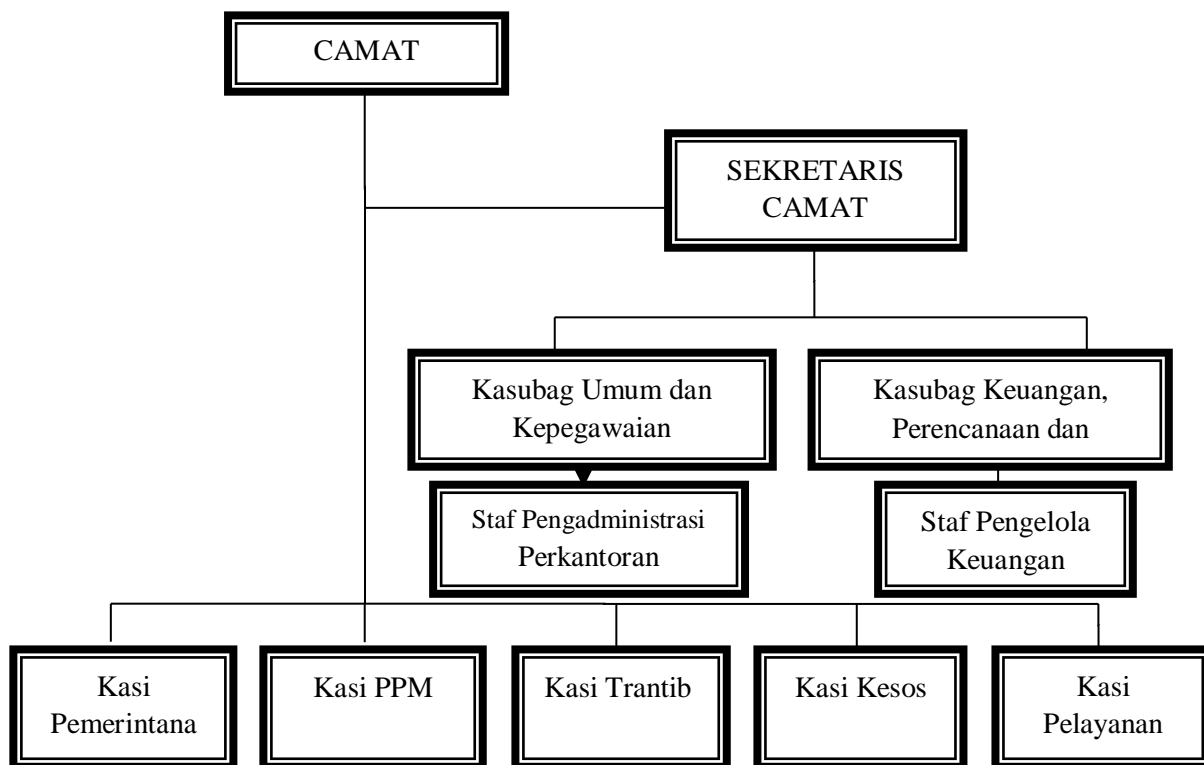 CAMAT
SEKRETARIS
CAMAT
Kasubag Umum dan
Kepegawaian
Kasubag Keuangan,
Perencanaan dan
Staf Pengadministrasi
Perkantoran
Staf Pengelola
Keuangan
Kasi
Pemerintana
Kasi PPM
Kasi Trantib
Kasi Kesos
Kasi
Pelayanan